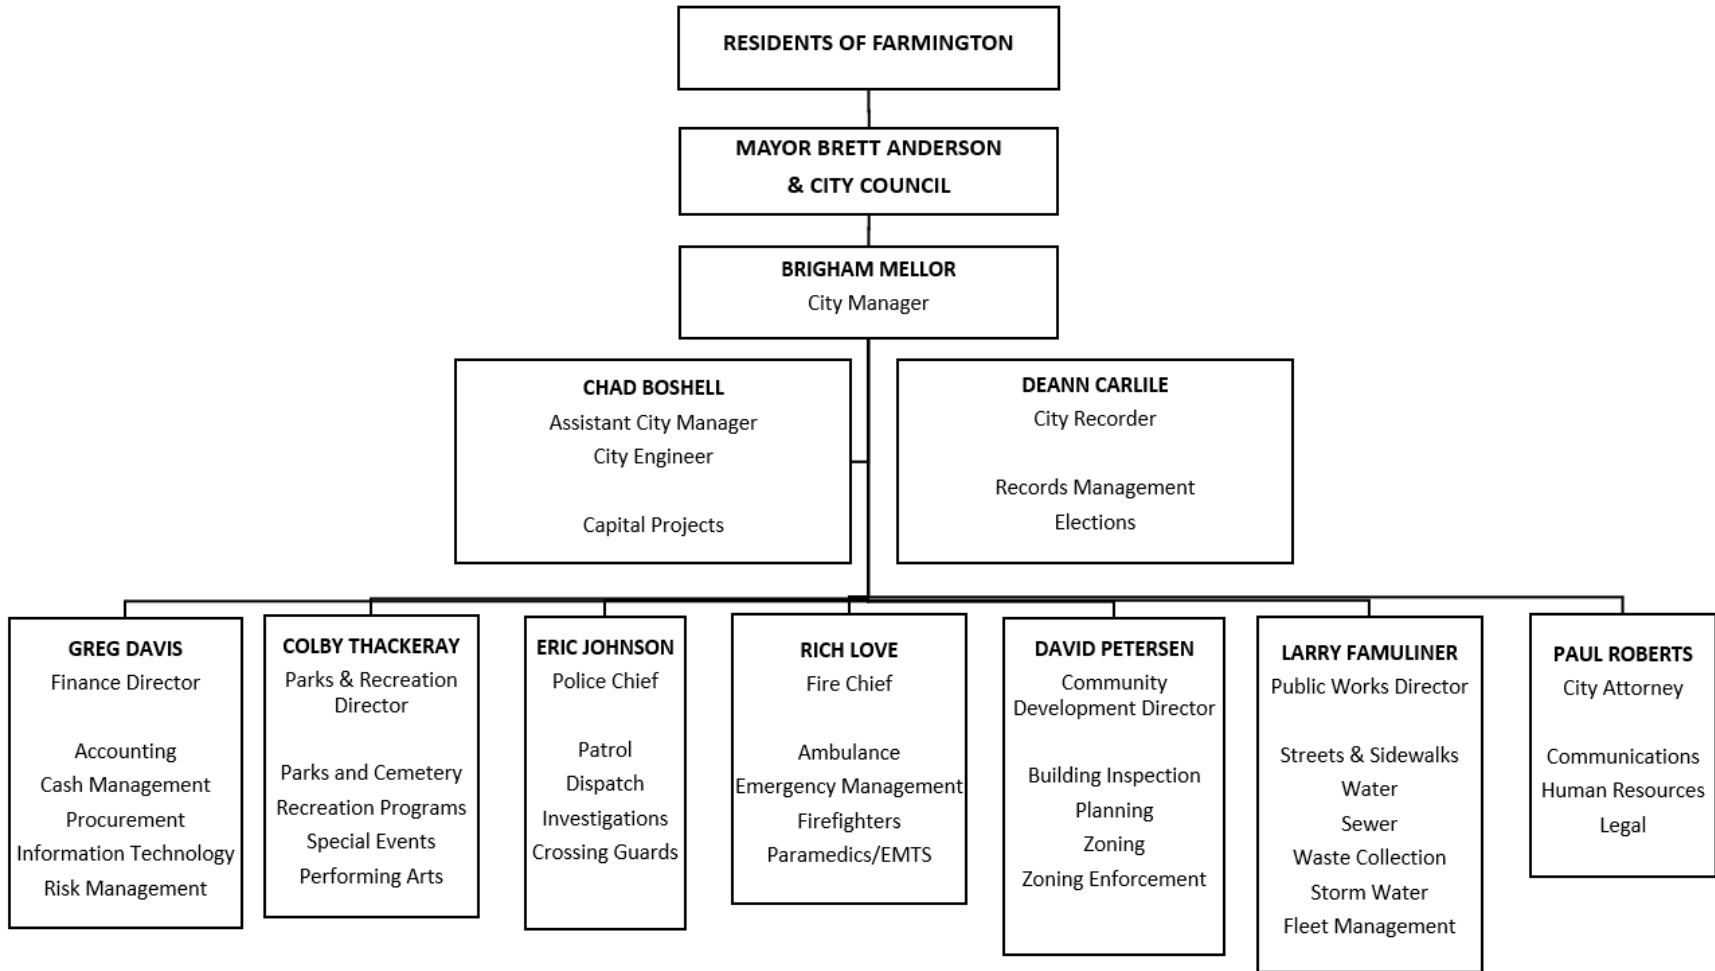 RESIDENTS OF FARMINGTON
MAYOR BRETT ANDERSON
& CITY COUNCIL
BRIGHAM MELLOR
City Manager
CHAD BOSHELL
Assistant City Manager
City Engineer
Capital Projects
DEANN CARLILE
City Recorder
Records Management
Elections
GREG DAVIS
Finance Director
Accounting
Cash Management
Procurement
Information Technology
Risk Management
COLBY THACKERAY
Parks & Recreation
Director
Parks and Cemetery
Recreation Programs
Special Events
Performing Arts
ERIC JOHNSON
Police Chief
Patrol
Dispatch
Investigations
Crossing Guards
RICH LOVE
Fire Chief
Ambulance
Emergency Management
Firefighters
Paramedics/EMTS
DAVID PETERSEN
Community
Development Director
Building Inspection
Planning
Zoning
Zoning Enforcement
LARRY FAMULINER
Public Works Director
Streets & Sidewalks
Water
Sewer
Waste Collection
Storm Water
Fleet Management
PAUL ROBERTS
City Attorney
Communications
Human Resources
Legal